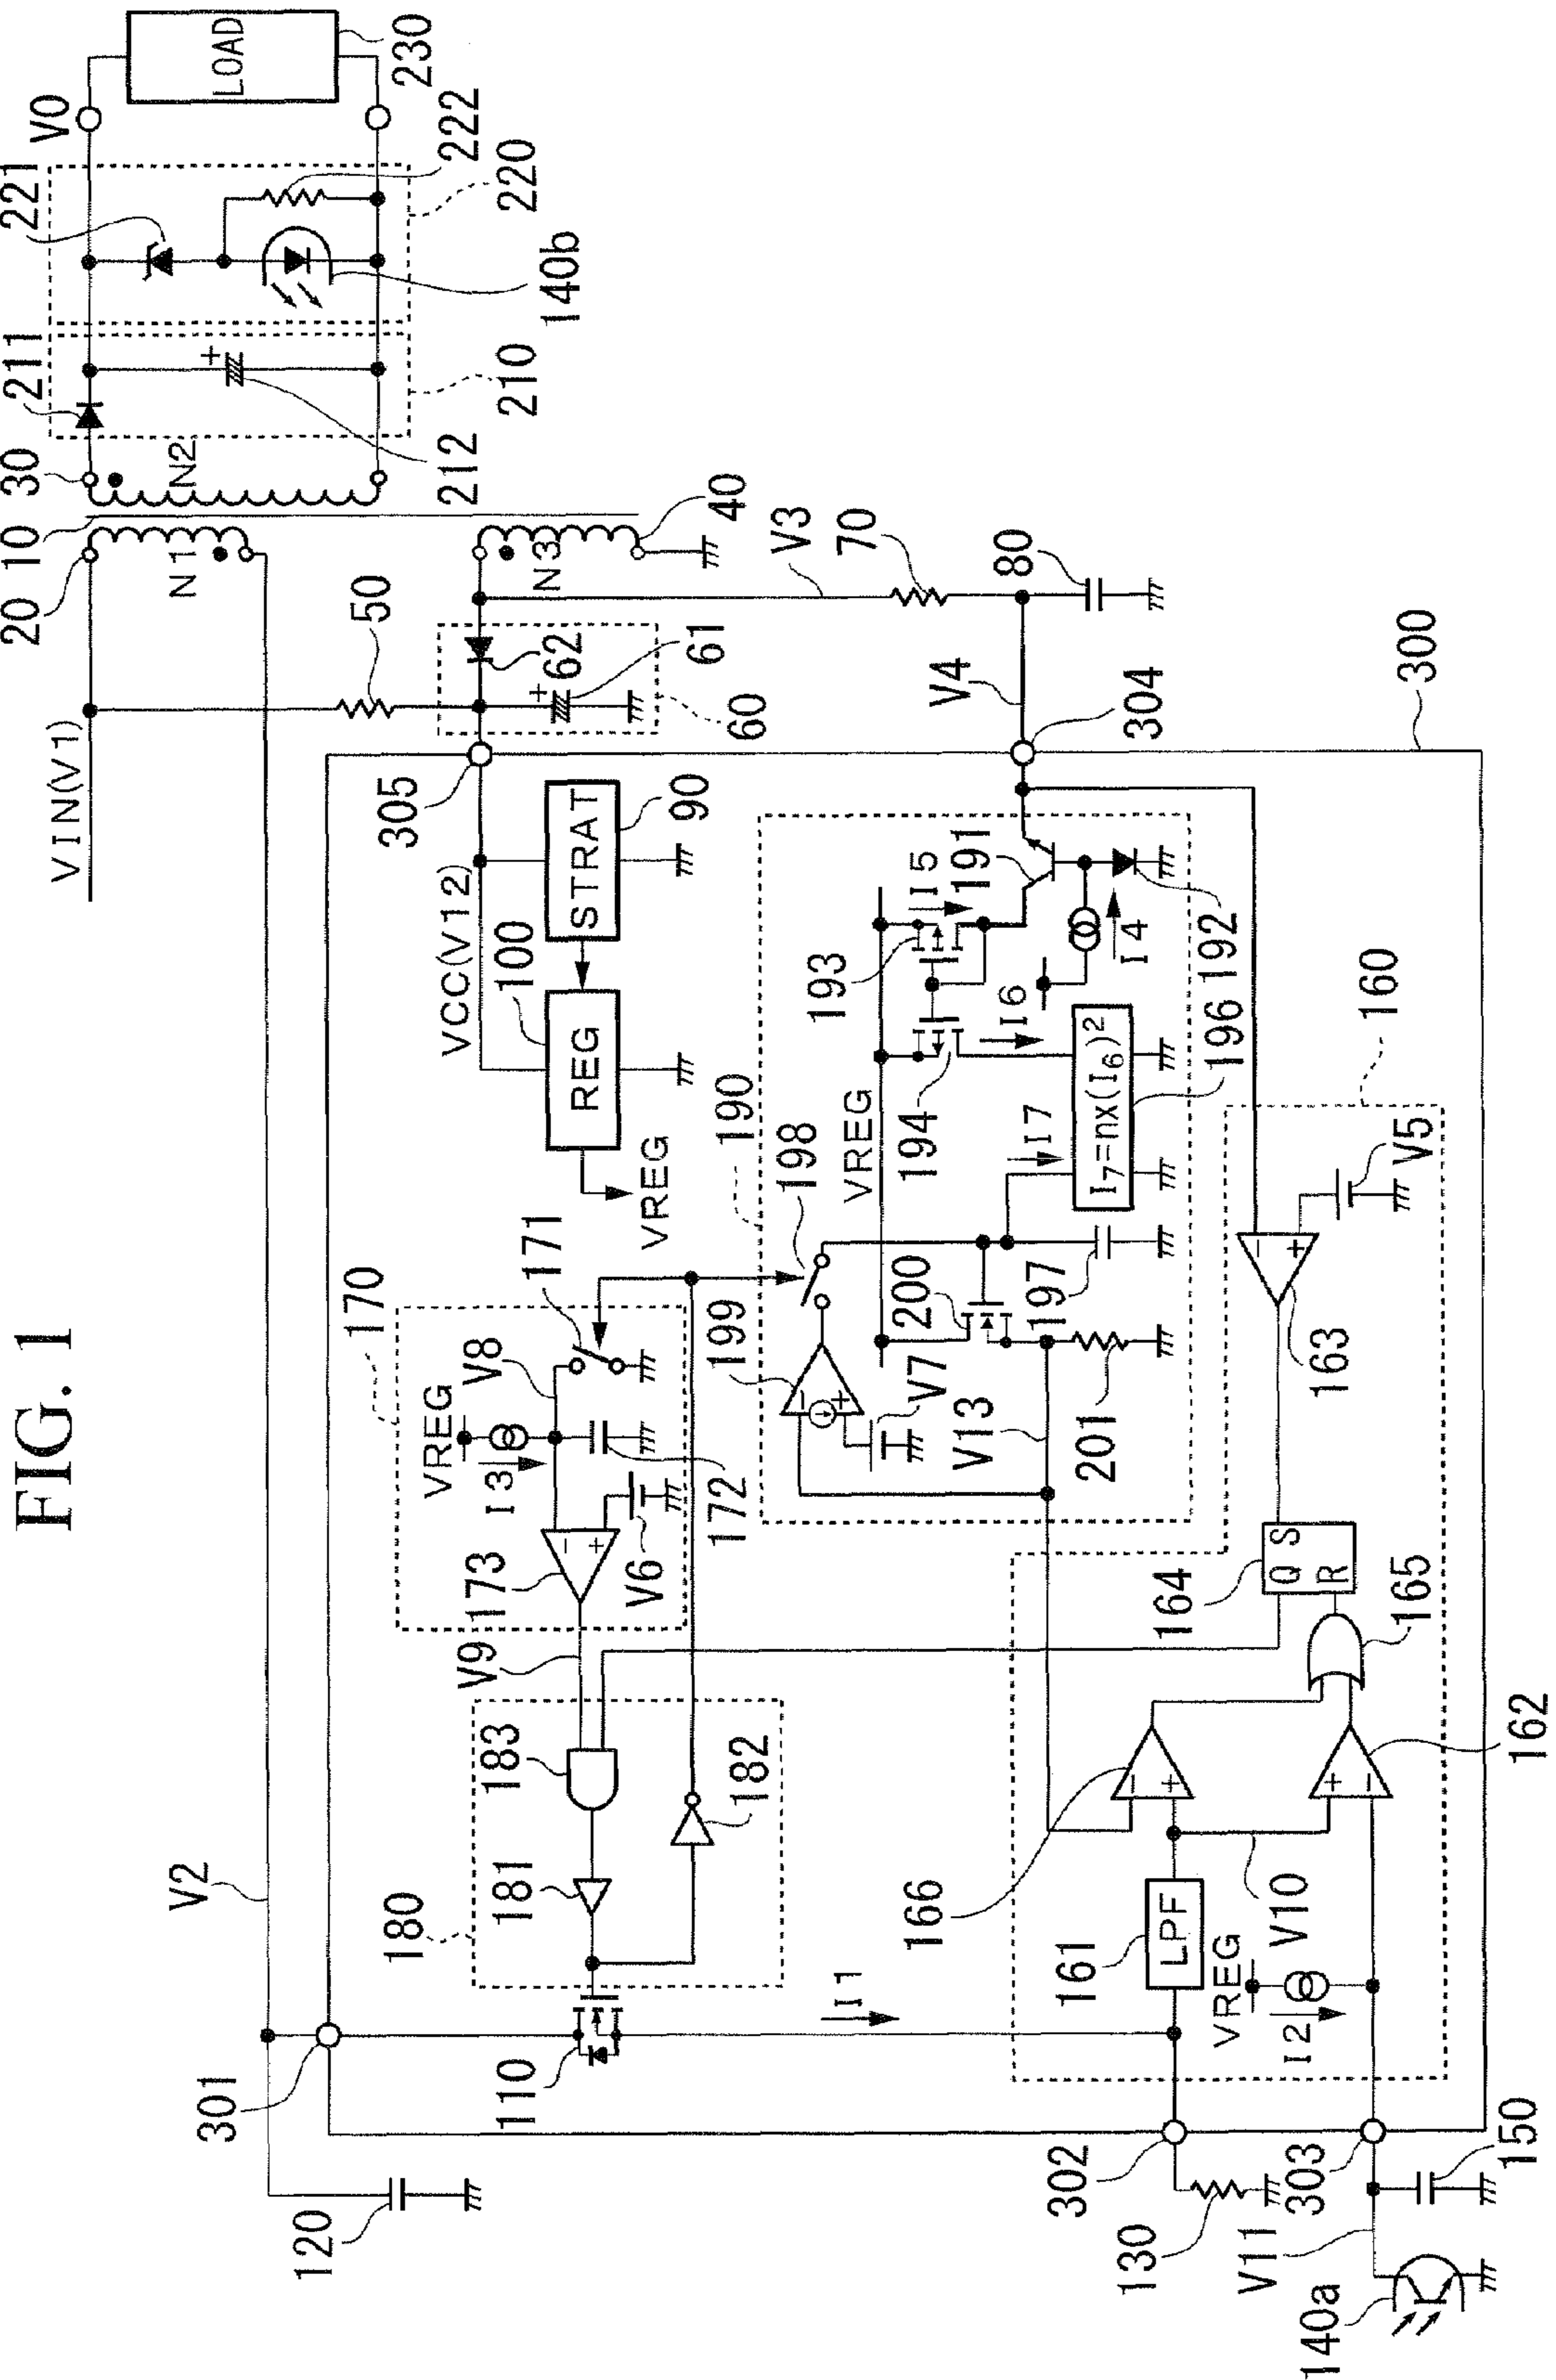 FIG. 1
VIN(V1)
20
10
30
211
221
V0
LOAD
230
222
220
140b
210
212
N2
N1
50
N3
40
62
61
60
V3
70
80
V4
304
300
305
VCC(V12)
STRAT
90
100
REG
VREG
V2
170
171
VREG
V8
I3
172
V6
173
V9
183
181
180
182
110
301
120
I1
190
198
199
VREG
200
V7
V13
197
201
I7
I6
194
193
I5
191
I4
192
196
I7=nx(I6)2
160
V5
163
164
Q
S
R
165
162
166
161
LPF
VREG
V10
I2
302
303
130
V11
150
140a